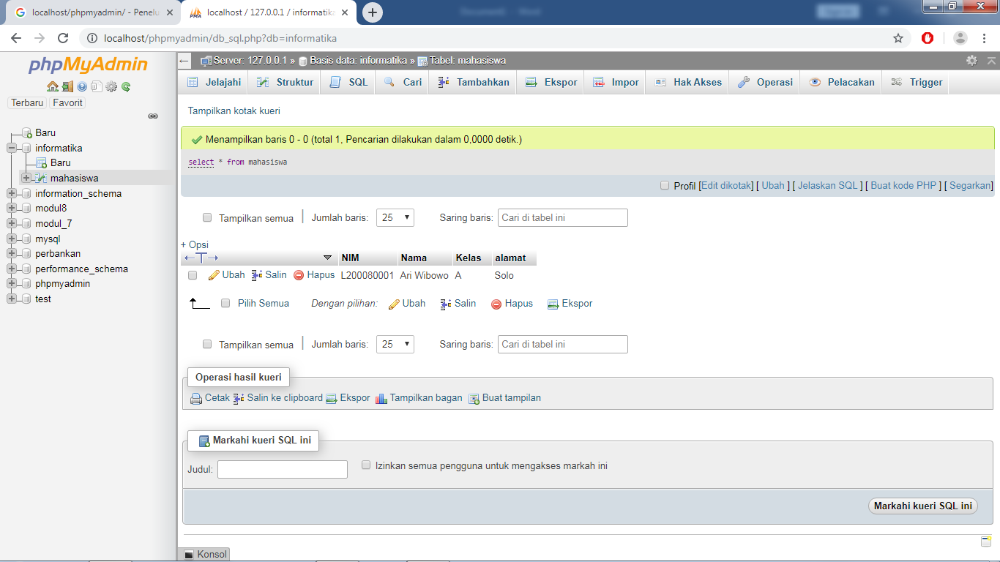 localhost/phpmyadmin/ - Penelu
localhost / 127.0.0.1 / informatika
localhost/phpmyadmin/db_sql.php?db=informatika
phpMyAdmin
Terbaru Favorit
Baru
informatika
Baru
mahasiswa
information_schema
modul8
modul_7
mysql
perbankan
performance_schema
phpmyadmin
test
Server: 127.0.0.1 » Basis data: informatika » Tabel: mahasiswa
Jelajahi Struktur SQL Cari Tambahkan Ekspor Impor Hak Akses Operasi Pelacakan Trigger
Tampilkan kotak kueri
Menampilkan baris 0 - 0 (total 1, Pencarian dilakukan dalam 0,0000 detik.)
select * from mahasiswa
Profil [Edit dikotak] [ Ubah ] [ Jelaskan SQL ] [ Buat kode PHP ] [ Segarkan]
Tampilkan semua | Jumlah baris: 25 Saring baris: Cari di tabel ini
+ Opsi
←T→ NIM Nama Kelas alamat
Ubah Salin Hapus L200080001 Ari Wibowo A Solo
Pilih Semua Dengan pilihan: Ubah Salin Hapus Ekspor
Tampilkan semua | Jumlah baris: 25 Saring baris: Cari di tabel ini
Operasi hasil kueri
Cetak Salin ke clipboard Ekspor Tampilkan bagan Buat tampilan
Markahi kueri SQL ini
Judul: Izinkan semua pengguna untuk mengakses markah ini
Markahi kueri SQL ini
Konsol